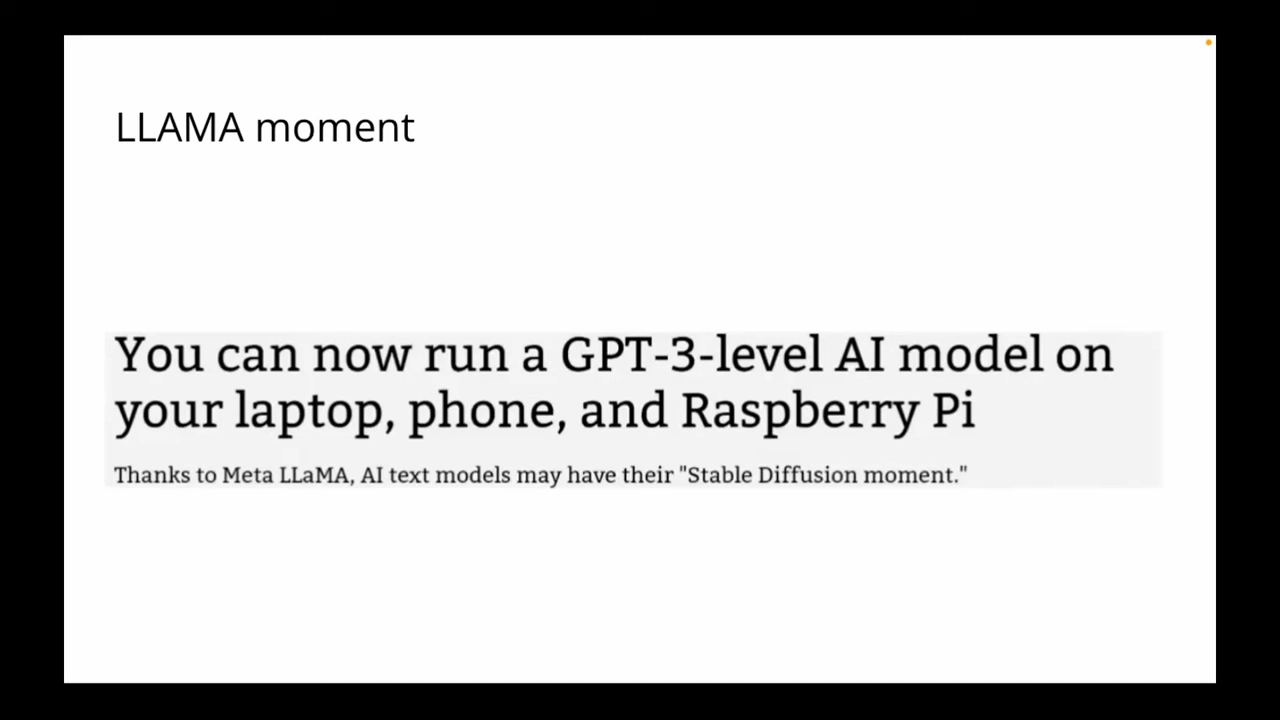 LLAMA moment
You can now run a GPT-3-level AI model on
your laptop, phone, and Raspberry Pi
Thanks to Meta LLaMA, AI text models may have their "Stable Diffusion moment."